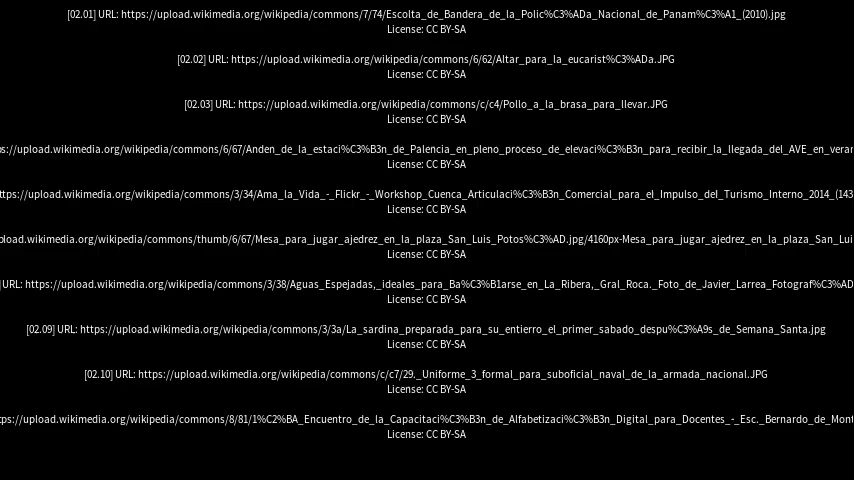 [02.01] URL: https://upload.wikimedia.org/wikipedia/commons/7/74/Escolta_de_Bandera_de_la_Polic%C3%ADa_Nacional_de_Panam%C3%A1_(2010).jpg
License: CC BY-SA
[02.02] URL: https://upload.wikimedia.org/wikipedia/commons/6/62/Altar_para_la_eucarist%C3%ADa.JPG
License: CC BY-SA
[02.03] URL: https://upload.wikimedia.org/wikipedia/commons/c/c4/Pollo_a_la_brasa_para_llevar.JPG
License: CC BY-SA
s://upload.wikimedia.org/wikipedia/commons/6/67/Anden_de_la_estaci%C3%B3n_de_Palencia_en_pleno_proceso_de_elevaci%C3%B3n_para_recibir_la_llegada_del_AVE_en_verar
License: CC BY-SA
ttps://upload.wikimedia.org/wikipedia/commons/3/34/Ama_la_Vida_-_Flickr_-_Workshop_Cuenca_Articulaci%C3%B3n_Comercial_para_el_Impulso_del_Turismo_Interno_2014_(143
License: CC BY-SA
pload.wikimedia.org/wikipedia/commons/thumb/6/67/Mesa_para_jugar_ajedrez_en_la_plaza_San_Luis_Potos%C3%AD.jpg/4160px-Mesa_para_jugar_ajedrez_en_la_plaza_San_Lui
License: CC BY-SA
URL: https://upload.wikimedia.org/wikipedia/commons/3/38/Aguas_Espejadas,_ideales_para_Ba%C3%B1arse_en_La_Ribera,_Gral_Roca._Foto_de_Javier_Larrea_Fotograf%C3%AD
License: CC BY-SA
[02.09] URL: https://upload.wikimedia.org/wikipedia/commons/3/3a/La_sardina_preparada_para_su_entierro_el_primer_sabado_despu%C3%A9s_de_Semana_Santa.jpg
License: CC BY-SA
[02.10] URL: https://upload.wikimedia.org/wikipedia/commons/c/c7/29._Uniforme_3_formal_para_suboficial_naval_de_la_armada_nacional.JPG
License: CC BY-SA
tps://upload.wikimedia.org/wikipedia/commons/8/81/1%C2%BA_Encuentro_de_la_Capacitaci%C3%B3n_de_Alfabetizaci%C3%B3n_Digital_para_Docentes_-_Esc._Bernardo_de_Mont
License: CC BY-SA